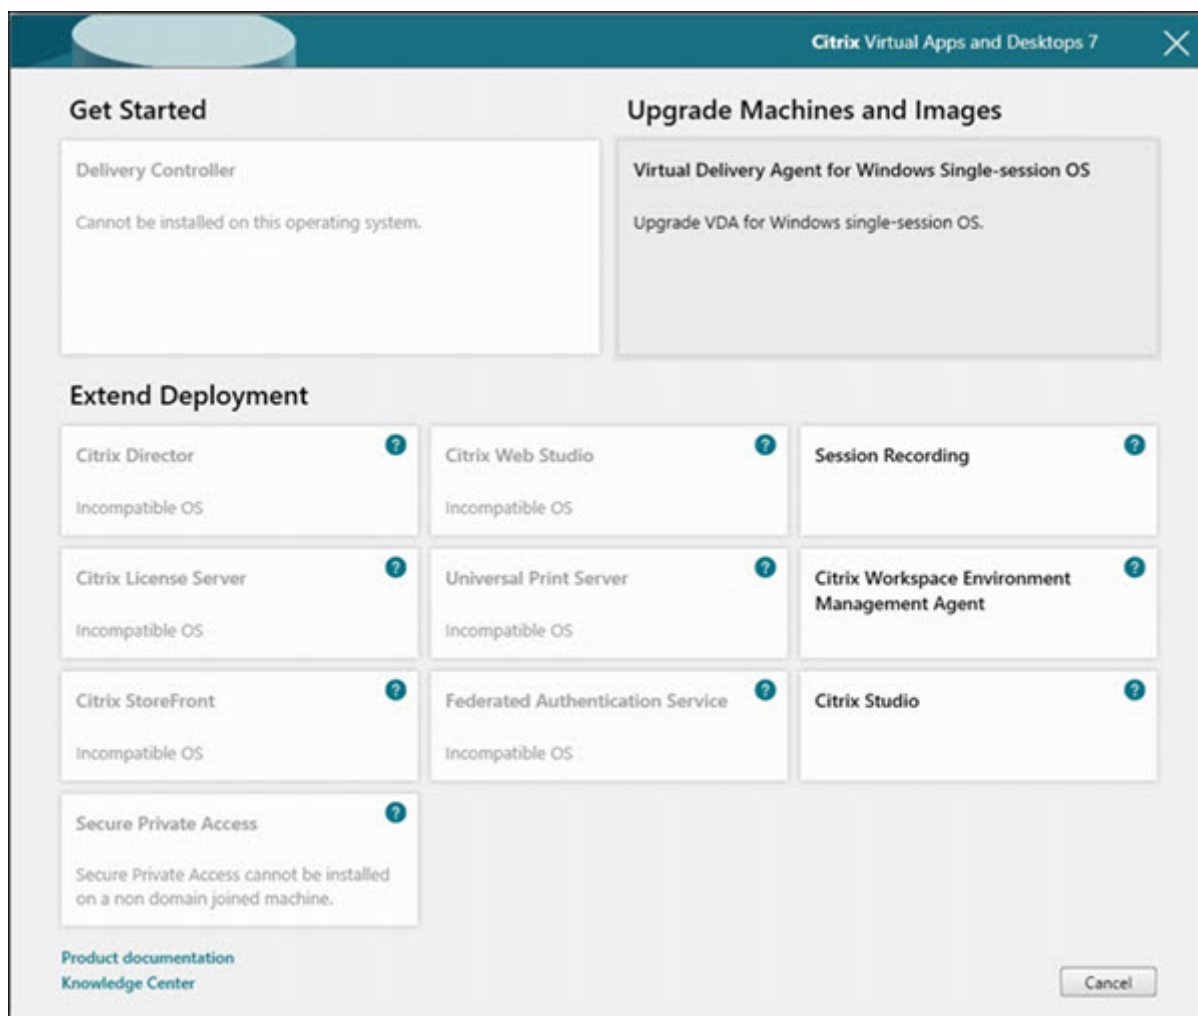 Citrix Virtual Apps and Desktops 7
Get Started
Delivery Controller
Cannot be installed on this operating system.
Upgrade Machines and Images
Virtual Delivery Agent for Windows Single-session OS
Upgrade VDA for Windows single-session OS.
Extend Deployment
Citrix Director
?
Incompatible OS
Citrix Web Studio
?
Incompatible OS
Session Recording
?
Citrix License Server
?
Incompatible OS
Universal Print Server
?
Incompatible OS
Citrix Workspace Environment
Management Agent
?
Citrix StoreFront
?
Incompatible OS
Federated Authentication Service
?
Incompatible OS
Citrix Studio
?
Secure Private Access
?
Secure Private Access cannot be installed
on a non domain joined machine.
Product documentation
Knowledge Center
Cancel